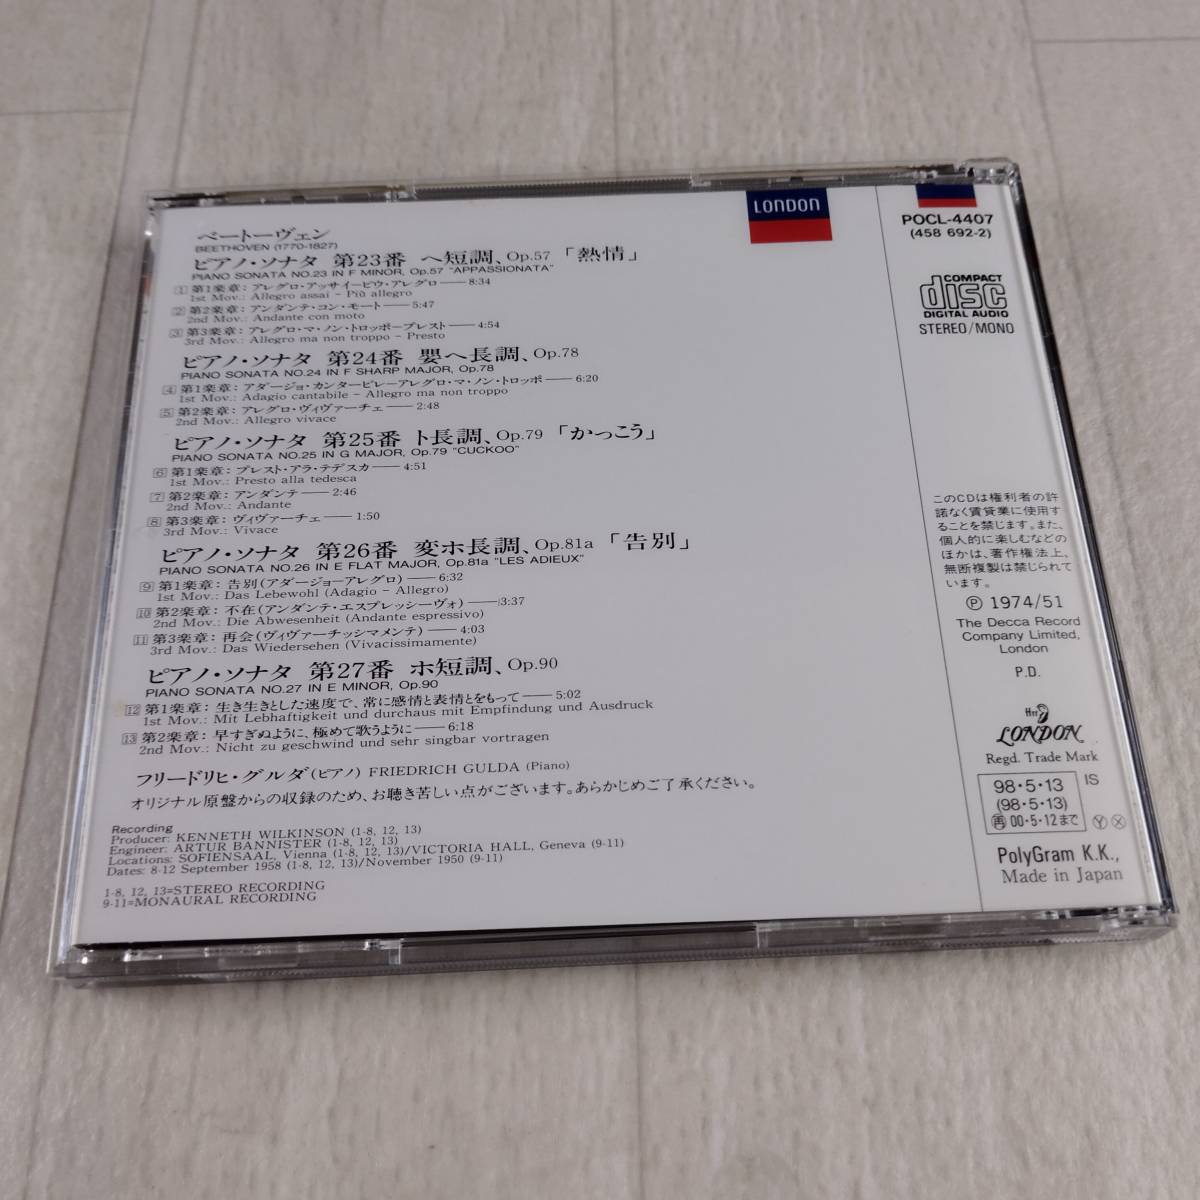 ベートーヴェン
BEETHOVEN (1770-1827)
ピアノ・ソナタ 第23番 ヘ短調、Op.57 「熱情」
PIANO SONATA NO.23 IN F MINOR, Op.57 "APPASSIONATA"
1 第1楽章：アレグロ・アッサイーピウ・アレグロ――8:34
1st Mov.: Allegro assai – Più allegro
2 第2楽章：アンダンテ・コン・モート――5:47
2nd Mov.: Andante con moto
3 第3楽章：アレグロ・マ・ノン・トロッポープレスト――4:54
3rd Mov.: Allegro ma non troppo – Presto
ピアノ・ソナタ 第24番 嬰ヘ長調、Op.78
PIANO SONATA NO.24 IN F SHARP MAJOR, Op.78
4 第1楽章：アダージョ・カンタービレーアレグロ・マ・ノン・トロッポ――6:20
1st Mov.: Adagio cantabile – Allegro ma non troppo
5 第2楽章：アレグロ・ヴィヴァーチェ――2:48
2nd Mov.: Allegro vivace
ピアノ・ソナタ 第25番 ト長調、Op.79 「かっこう」
PIANO SONATA NO.25 IN G MAJOR, Op.79 "CUCKOO"
6 第1楽章：プレスト・アラ・テデスカ――4:51
1st Mov.: Presto alla tedesca
7 第2楽章：アンダンテ――2:46
2nd Mov.: Andante
8 第3楽章：ヴィヴァーチェ――1:50
3rd Mov.: Vivace
ピアノ・ソナタ 第26番 変ホ長調、Op.81a 「告別」
PIANO SONATA NO.26 IN E FLAT MAJOR, Op.81a "LES ADIEUX"
9 第1楽章：告別(アダージョーアレグロ)――6:32
1st Mov.: Das Lebewohl (Adagio – Allegro)
10 第2楽章：不在(アンダンテ・エスプレッシーヴォ)――3:37
2nd Mov.: Die Abwesenheit (Andante espressivo)
11 第3楽章：再会(ヴィヴァーチッシマメンテ)――4:03
3rd Mov.: Das Wiedersehen (Vivacissimamente)
ピアノ・ソナタ 第27番 ホ短調、Op.90
PIANO SONATA NO.27 IN E MINOR, Op.90
12 第1楽章：生き生きとした速度で、常に感情と表情とをもって――5:02
1st Mov.: Mit Lebhaftigkeit und durchaus mit Empfindung und Ausdruck
13 第2楽章：早すぎぬように、極めて歌うように――6:18
2nd Mov.: Nicht zu geschwind und sehr singbar vortragen
フリードリヒ・グルダ(ピアノ) FRIEDRICH GULDA (Piano)
オリジナル原盤からの収録のため、お聴き苦しい点がございます。あらかじめご了承ください。
Recording
Producer: KENNETH WILKINSON (1-8, 12, 13)
Engineer: ARTUR BANNISTER (1-8, 12, 13)
Locations: SOFIENSAAL, Vienna (1-8, 12, 13)/VICTORIA HALL, Geneva (9-11)
Dates: 8-12 September 1958 (1-8, 12, 13)/November 1950 (9-11)
1-8, 12, 13=STEREO RECORDING
9-11=MONAURAL RECORDING
LONDON
POCL-4407
(458 692-2)
COMPACT
disc
DIGITAL AUDIO
STEREO/MONO
このCDは権利者の許
諾なく賃貸業に使用す
ることを禁じます。また、
個人的に楽しむなどの
ほかは、著作権法上、
無断複製は禁じられて
います。
Ⓟ 1974/51
The Decca Record
Company Limited,
London
P.D.
ffrr
LONDON
Regd. Trade Mark
98・5・13 IS
(98・5・13)
再 00・5・12まで Ⓨ Ⓧ
PolyGram K.K.,
Made in Japan